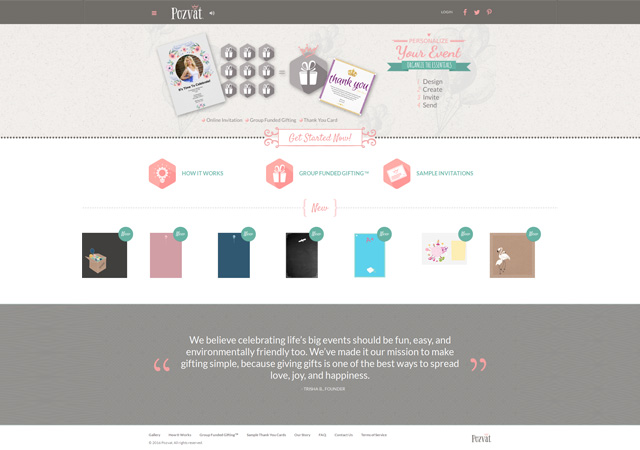 Pozvat
LOGIN
It's Time To Celebrate!
thank you
PERSONALIZE
Your Event
ORGANIZE THE ESSENTIALS
1 Design
2 Create
3 Invite
4 Send
Online Invitation
Group Funded Gifting
Thank You Card
Get Started Now!
HOW IT WORKS
GROUP FUNDED GIFTING™
SAMPLE INVITATIONS
{ New }
New
New
New
New
New
New
New
“ We believe celebrating life's big events should be fun, easy, and
environmentally friendly too. We've made it our mission to make
gifting simple, because giving gifts is one of the best ways to spread
love, joy, and happiness. ”
- TRISHA B., FOUNDER
Gallery How It Works Group Funded Gifting™ Sample Thank You Cards Our Story FAQ Contact Us Terms of Service
© 2016 Pozvat All rights reserved
Pozvat